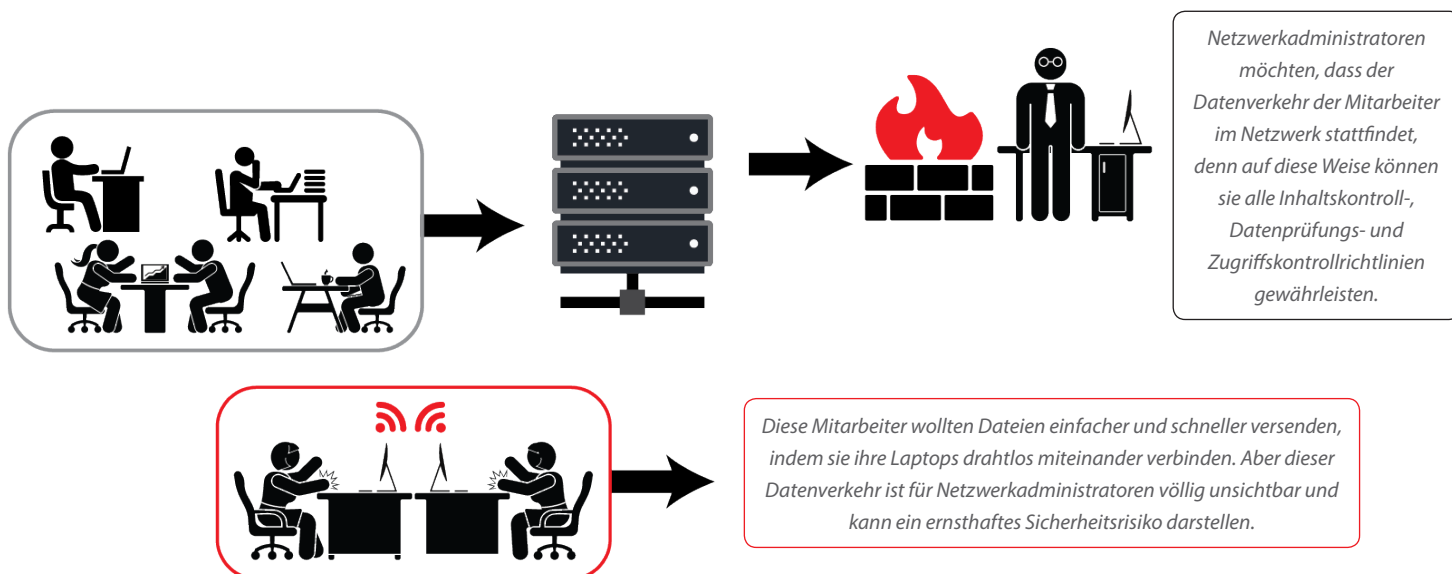 Netzwerkadministratoren
möchten, dass der
Datenverkehr der Mitarbeiter
im Netzwerk stattfindet,
denn auf diese Weise können
sie alle Inhaltskontroll-,
Datenprüfungs- und
Zugriffskontrollrichtlinien
gewährleisten.
Diese Mitarbeiter wollten Dateien einfacher und schneller versenden,
indem sie ihre Laptops drahtlos miteinander verbinden. Aber dieser
Datenverkehr ist für Netzwerkadministratoren völlig unsichtbar und
kann ein ernsthaftes Sicherheitsrisiko darstellen.